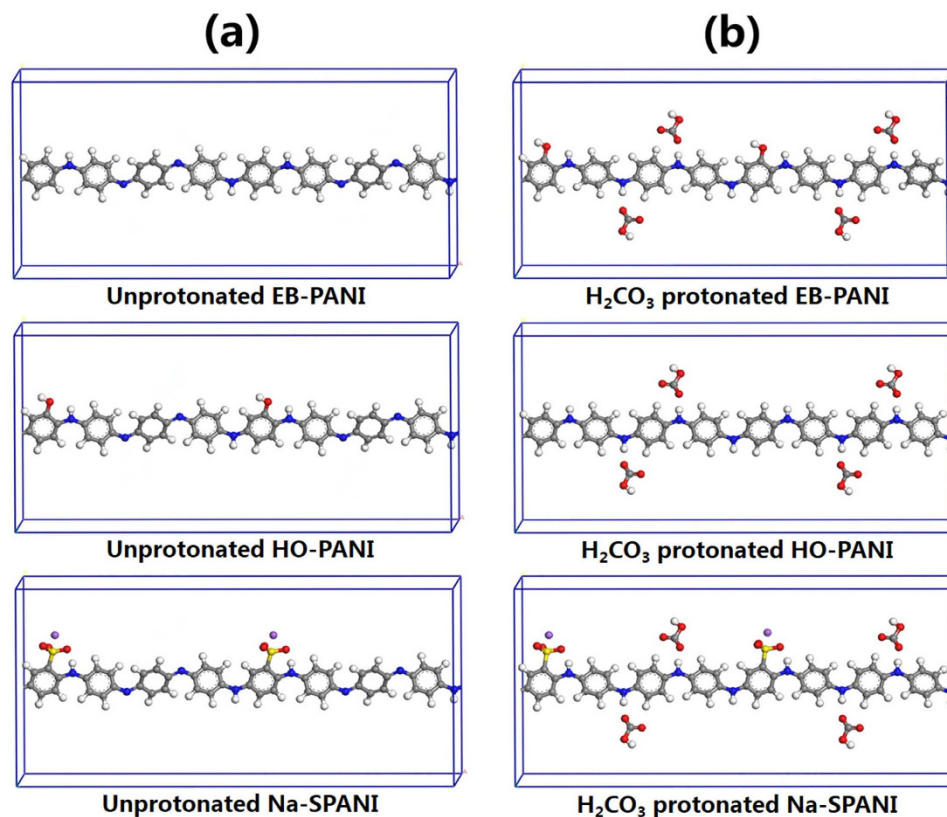 (a)
(b)
Unprotonated EB-PANI
H₂CO₃ protonated EB-PANI
Unprotonated HO-PANI
H₂CO₃ protonated HO-PANI
Unprotonated Na-SPANI
H₂CO₃ protonated Na-SPANI